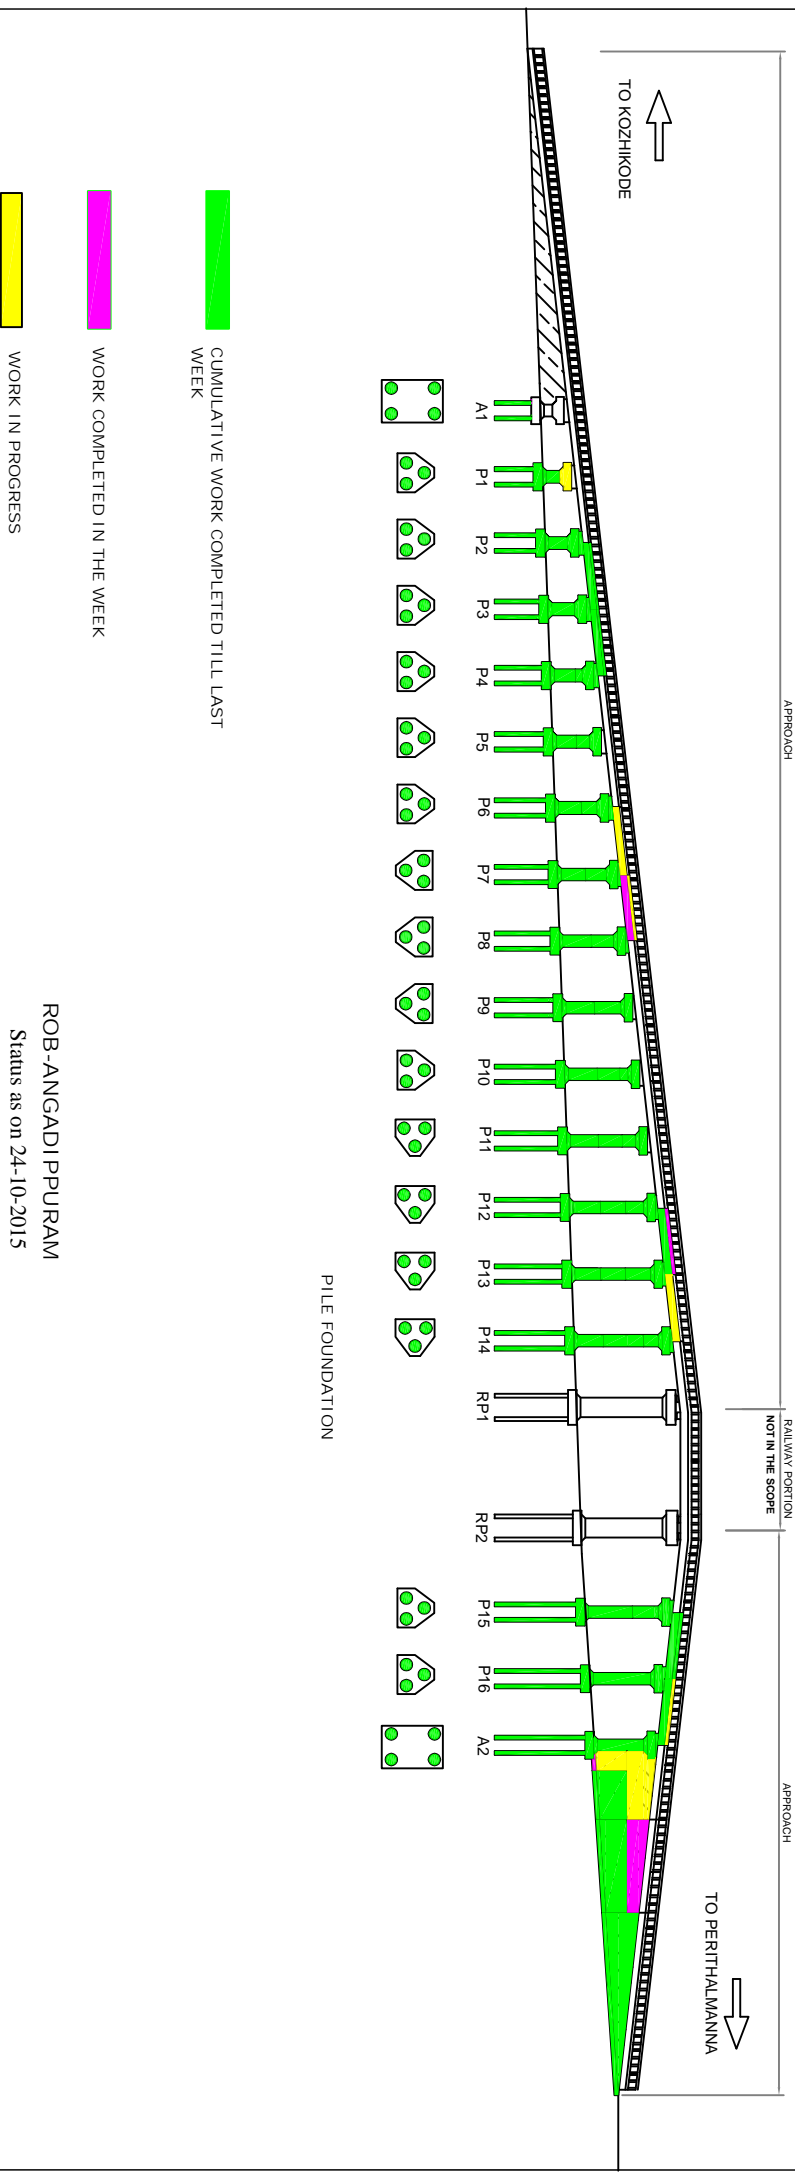 APPROACH
RAILWAY PORTION
NOT IN THE SCOPE
APPROACH
TO KOZHIKODE
TO PERITHALMANNA
A1
P1
P2
P3
P4
P5
P6
P7
P8
P9
P10
P11
P12
P13
P14
RP1
RP2
P15
P16
A2
PILE FOUNDATION
CUMULATIVE WORK COMPLETED TILL LAST
WEEK
WORK COMPLETED IN THE WEEK
WORK IN PROGRESS
ROB-ANGADIPPURAM
Status as on 24-10-2015